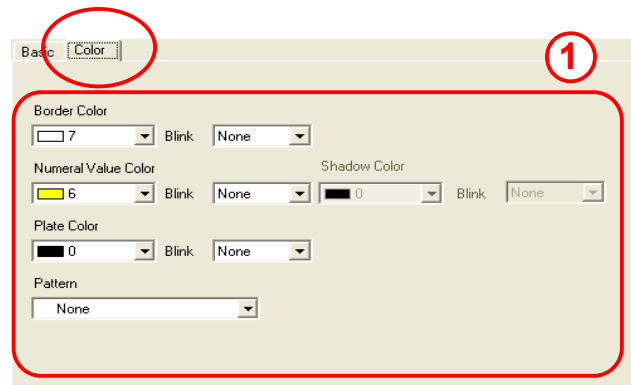 Basic Color
1
Border Color
7 Blink None
Numeral Value Color Shadow Color
6 Blink None 0 Blink None
Plate Color
0 Blink None
Pattern
None